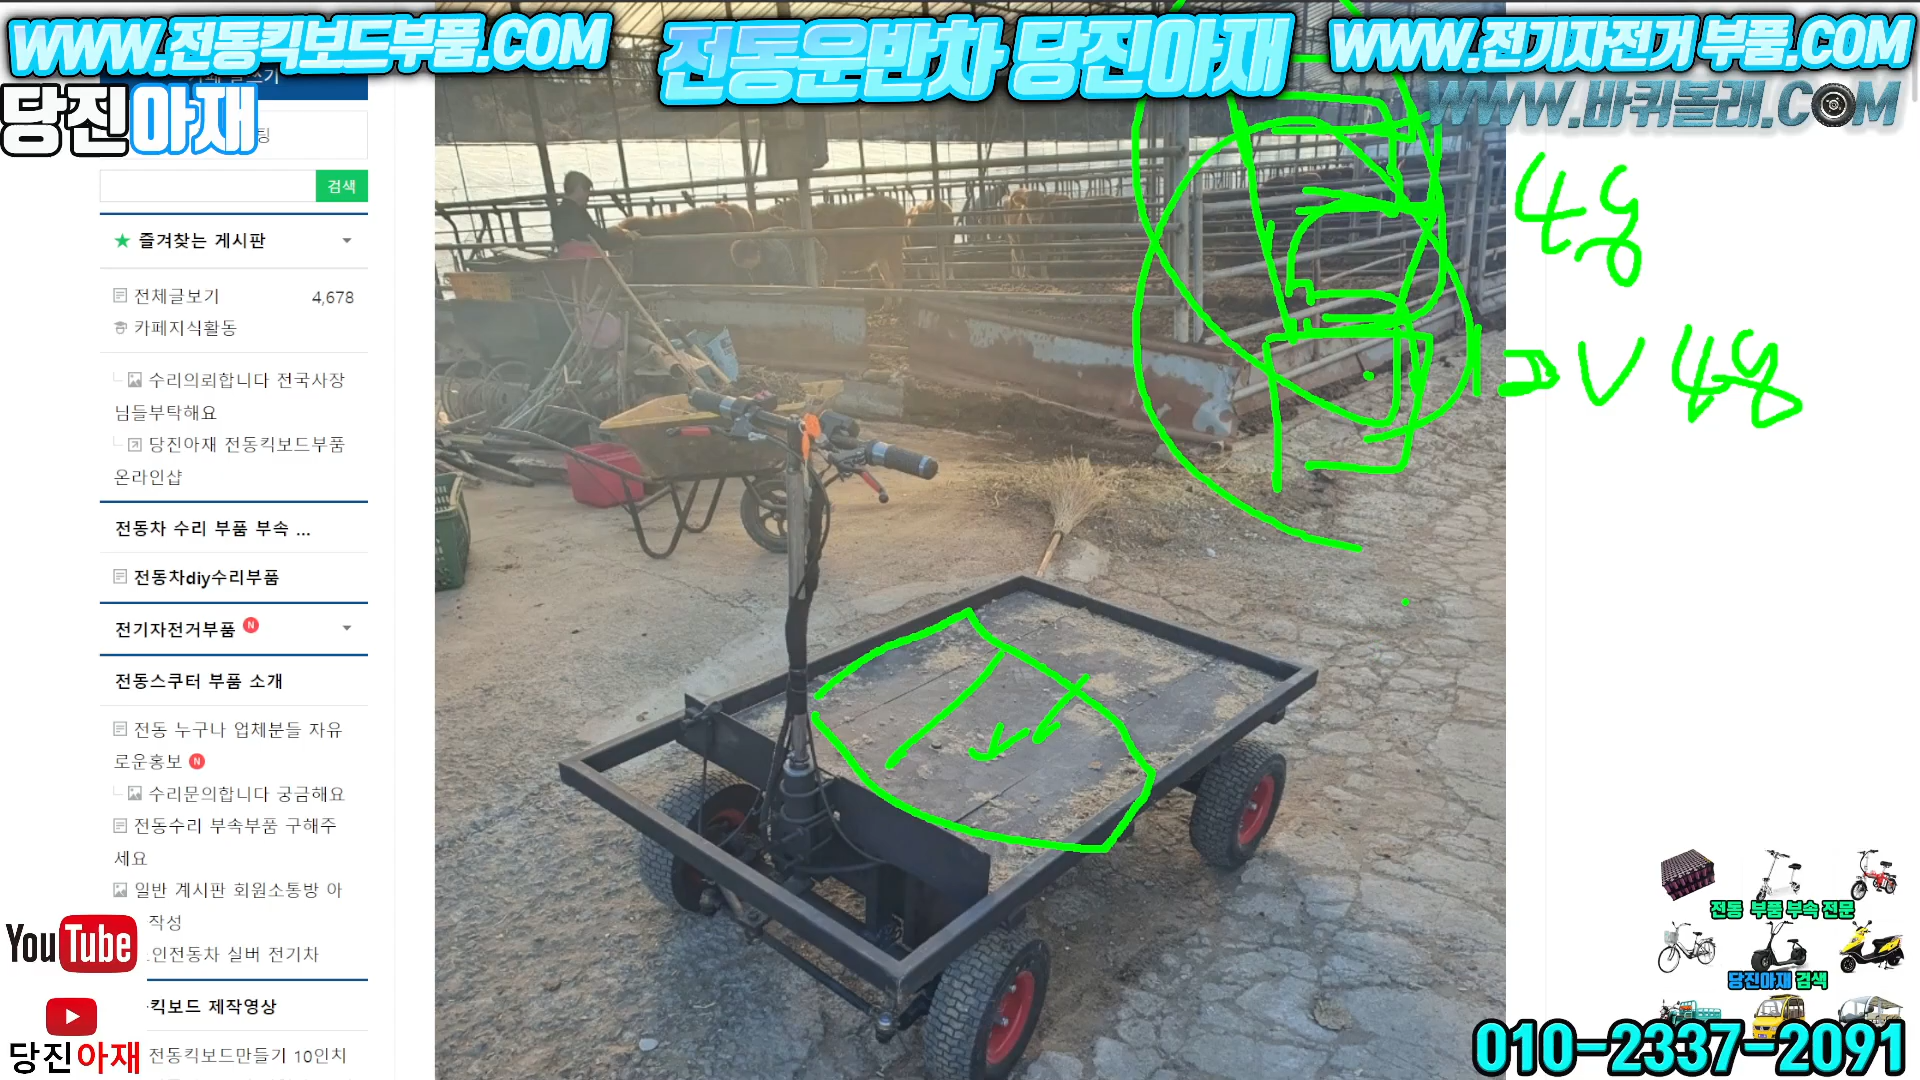 WWW.전동킥보드부품.COM
전동운반차 당진아재
WWW.전기자전거 부품.COM
WWW.바퀴볼래.COM
당진아재
팅
검색
즐겨찾는 게시판
전체글보기 4,678
카페지식활동
수리의뢰합니다 전국사장
님들부탁해요
당진아재 전동킥보드부품
온라인샵
전동차 수리 부품 부속 ...
전동차diy수리부품
전기자전거부품 N
전동스쿠터 부품 소개
전동 누구나 업체분들 자유
로운홍보 N
수리문의합니다 궁금해요
전동수리 부속부품 구해주
세요
일반 계시판 회원소통방 아
작성
인전동차 실버 전기차
킥보드 제작영상
전동킥보드만들기 10인치
YouTube
당진아재
48
V 48
전동 부품 부속 전문
당진아재 검색
010-2337-2091